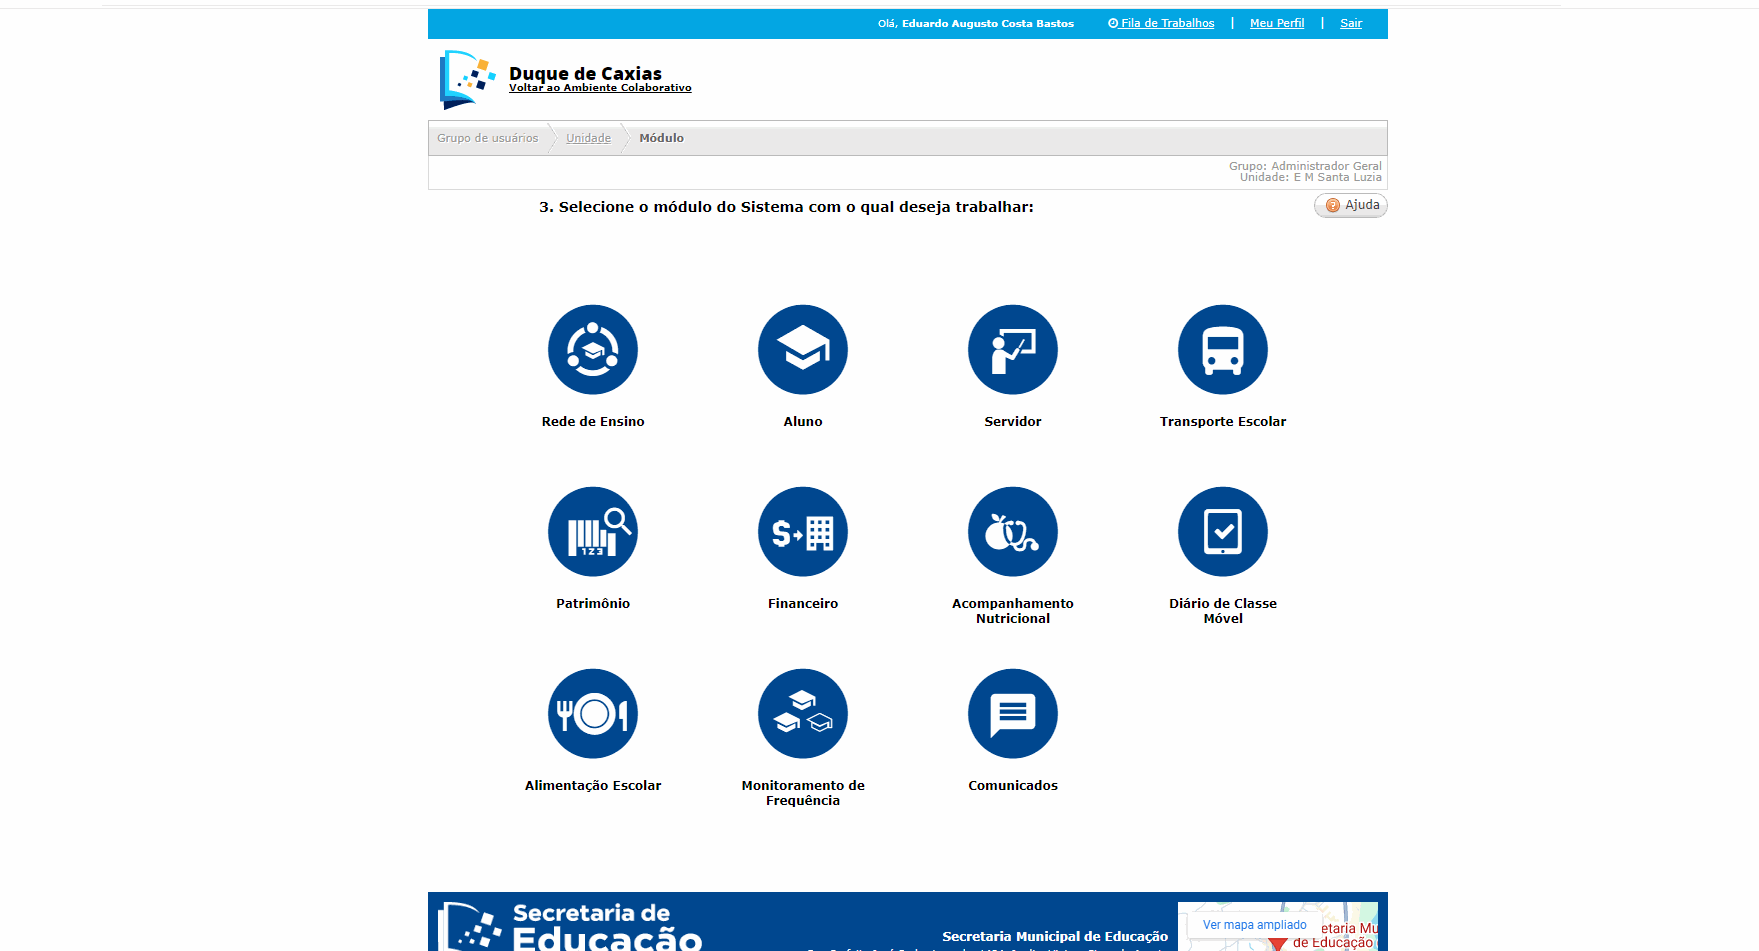 Olá, Eduardo Augusto Costa Bastos Fila de Trabalhos | Meu Perfil | Sair
Duque de Caxias
Voltar ao Ambiente Colaborativo
Grupo de usuários Unidade Módulo
Grupo: Administrador Geral
Unidade: E M Santa Luzia
3. Selecione o módulo do Sistema com o qual deseja trabalhar:
Ajuda
Rede de Ensino Aluno Servidor Transporte Escolar
123
Patrimônio Financeiro Acompanhamento Nutricional Diário de Classe Móvel
Alimentação Escolar Monitoramento de Frequência Comunicados
Secretaria de
Educação
Secretaria Municipal de Educação
Ver mapa ampliado
etaria Mu
de Educação